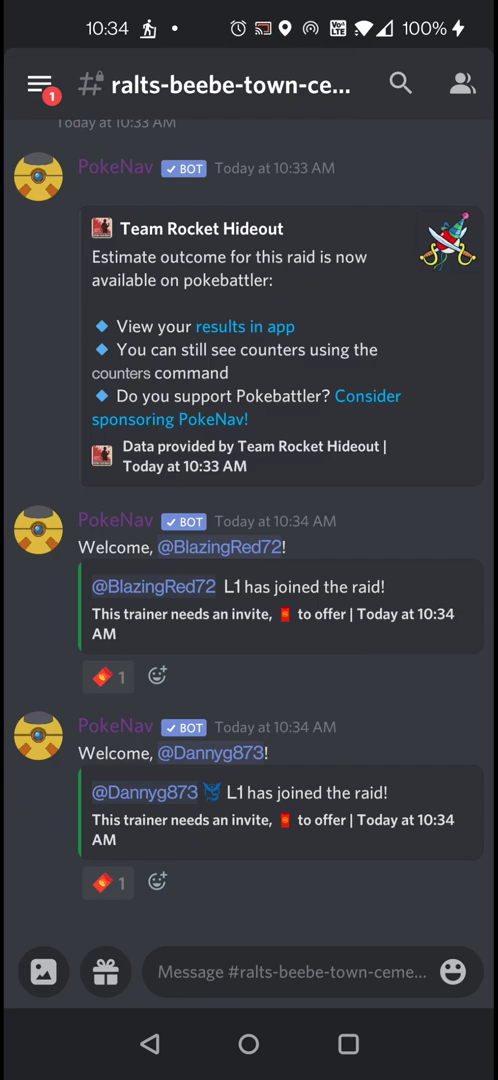 10:34
VoLTE
100%
1
ralts-beebe-town-ce...
Today at 10:33 AM
PokeNav ✔ BOT Today at 10:33 AM
Team Rocket Hideout
Estimate outcome for this raid is now
available on pokebattler:
🔹 View your results in app
🔹 You can still see counters using the
counters command
🔹 Do you support Pokebattler? Consider
sponsoring PokeNav!
Data provided by Team Rocket Hideout |
Today at 10:33 AM
PokeNav ✔ BOT Today at 10:34 AM
Welcome, @BlazingRed72!
@BlazingRed72 L1 has joined the raid!
This trainer needs an invite, 🧧 to offer | Today at 10:34
AM
1
PokeNav ✔ BOT Today at 10:34 AM
Welcome, @Dannyg873!
@Dannyg873 L1 has joined the raid!
This trainer needs an invite, 🧧 to offer | Today at 10:34
AM
1
Message #ralts-beebe-town-ceme...